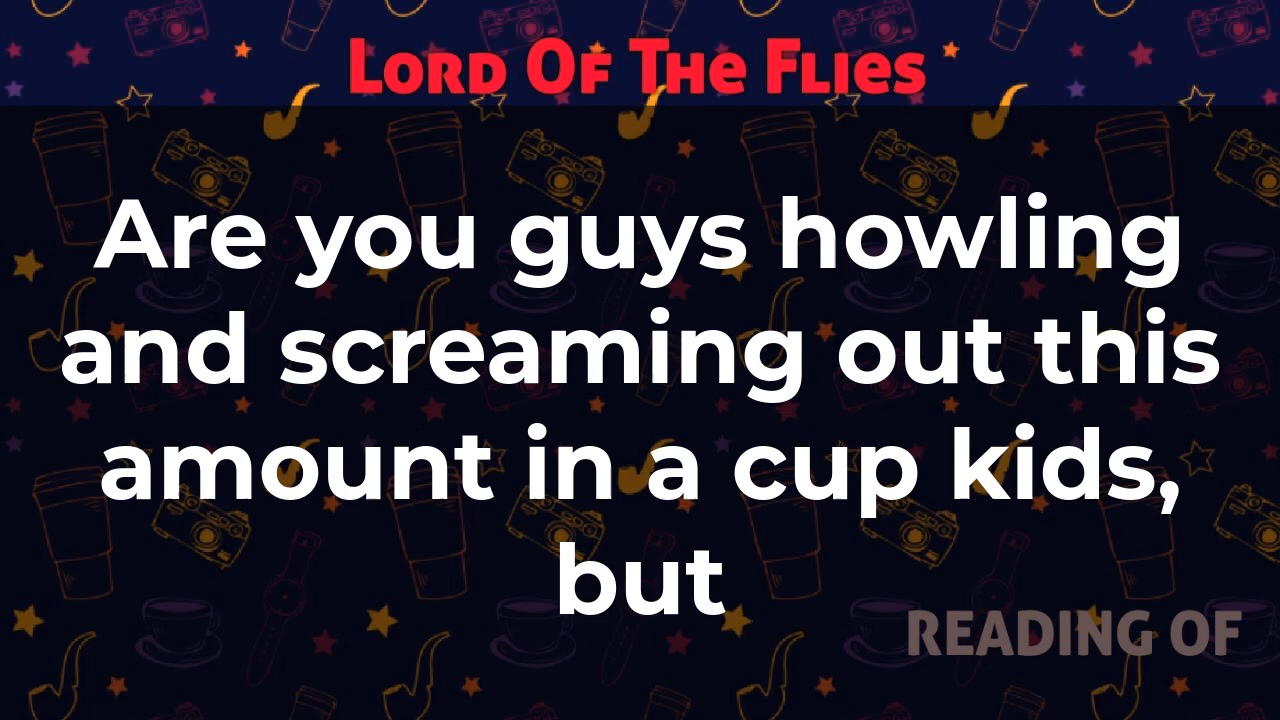 Lord Of The Flies
Are you guys howling
and screaming out this
amount in a cup kids,
but
READING OF